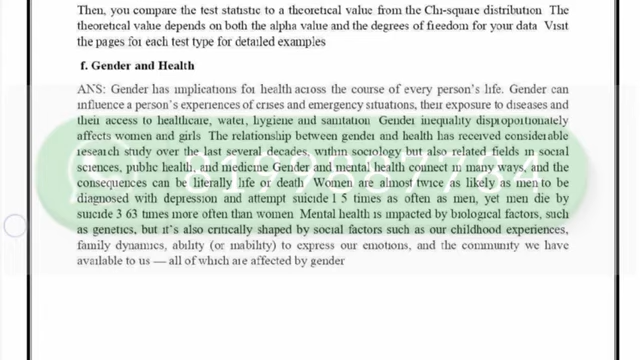 Then, you compare the test statistic to a theoretical value from the Chi-square distribution The
theoretical value depends on both the alpha value and the degrees of freedom for your data Visit
the pages for each test type for detailed examples
f. Gender and Health
ANS: Gender has implications for health across the course of every person's life. Gender can
influence a person's experiences of crises and emergency situations, their exposure to diseases and
their access to healthcare, water, hygiene and sanitation Gender inequality disproportionately
affects women and girls The relationship between gender and health has received considerable
research study over the last several decades, within sociology but also related fields in social
sciences, public health, and medicine Gender and mental health connect in many ways, and the
consequences can be literally life or death Women are almost twice as likely as men to be
diagnosed with depression and attempt suicide 1 5 times as often as men, yet men die by
suicide 3 63 times more often than women Mental health is impacted by biological factors, such
as genetics, but it's also critically shaped by social factors such as our childhood experiences,
family dynamics, ability (or inability) to express our emotions, and the community we have
available to us — all of which are affected by gender